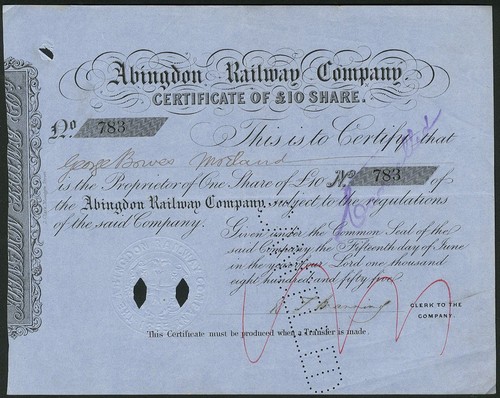 Abingdon Railway Company.
CERTIFICATE OF £10 SHARE.
No 783
This is to Certify that
George Bowes Morland
is the Proprietor of One Share of £10 No 783 of
the Abingdon Railway Company, subject to the regulations
of the said Company.
Given under the Common Seal of the
said Company the Fifteenth day of June
in the year of our Lord one thousand
eight hundred and fifty five
CLERK TO THE
COMPANY.
This Certificate must be produced when a Transfer is made.
Cancelled